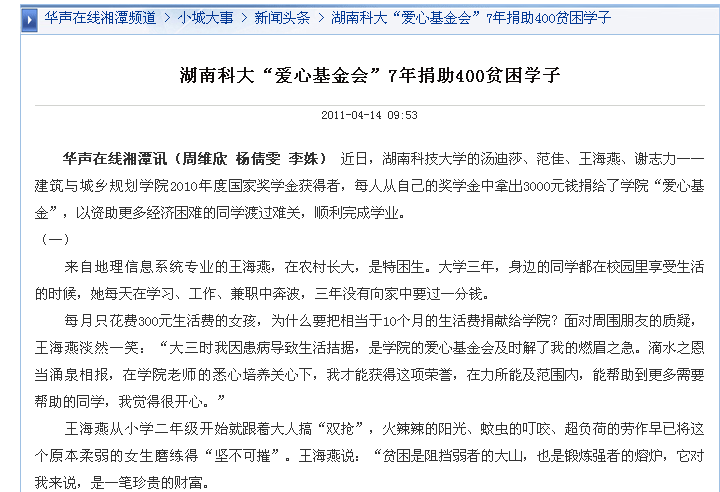 华声在线湘潭频道 > 小城大事 > 新闻头条 > 湖南科大“爱心基金会”7年捐助400贫困学子
湖南科大“爱心基金会”7年捐助400贫困学子
2011-04-14 09:53
华声在线湘潭讯（周维欣 杨倩雯 李姝） 近日，湖南科技大学的汤迪莎、范佳、王海燕、谢志力——
建筑与城乡规划学院2010年度国家奖学金获得者，每人从自己的奖学金中拿出3000元钱捐给了学院“爱心基
金”，以资助更多经济困难的同学渡过难关，顺利完成学业。
（一）
来自地理信息系统专业的王海燕，在农村长大，是特困生。大学三年，身边的同学都在校园里享受生活
的时候，她每天在学习、工作、兼职中奔波，三年没有向家中要过一分钱。
每月只花费300元生活费的女孩，为什么要把相当于10个月的生活费捐献给学院？面对周围朋友的质疑，
王海燕淡然一笑：“大三时我因患病导致生活拮据，是学院的爱心基金会及时解了我的燃眉之急。滴水之恩
当涌泉相报，在学院老师的悉心培养关心下，我才能获得这项荣誉，在力所能及范围内，能帮助到更多需要
帮助的同学，我觉得很开心。”
王海燕从小学二年级开始就跟着大人搞“双抢”，火辣辣的阳光、蚊虫的叮咬、超负荷的劳作早已将这
个原本柔弱的女生磨练得“坚不可摧”。王海燕说：“贫困是阻挡弱者的大山，也是锻炼强者的熔炉，它对
我来说，是一笔珍贵的财富。